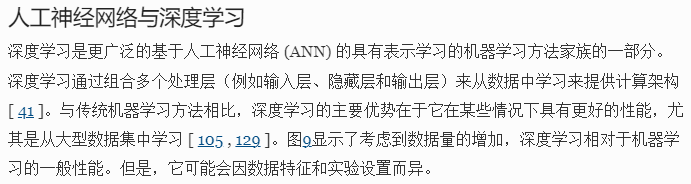 人工神经网络与深度学习
深度学习是更广泛的基于人工神经网络 (ANN) 的具有表示学习的机器学习方法家族的一部分。
深度学习通过组合多个处理层（例如输入层、隐藏层和输出层）来从数据中学习来提供计算架构
[ 41 ]。与传统机器学习方法相比，深度学习的主要优势在于它在某些情况下具有更好的性能，尤
其是从大型数据集中学习 [ 105 , 129 ]。图9显示了考虑到数据量的增加，深度学习相对于机器学
习的一般性能。但是，它可能会因数据特征和实验设置而异。